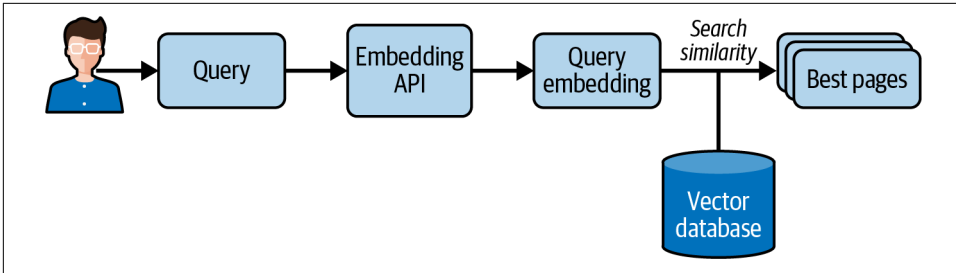 Query
Embedding
API
Query
embedding
Search
similarity
Best pages
Vector
database